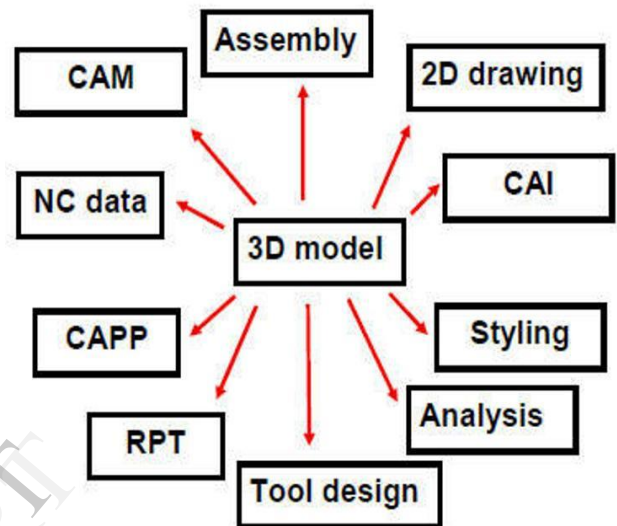 Assembly
CAM
2D drawing
NC data
CAI
3D model
CAPP
Styling
RPT
Analysis
Tool design